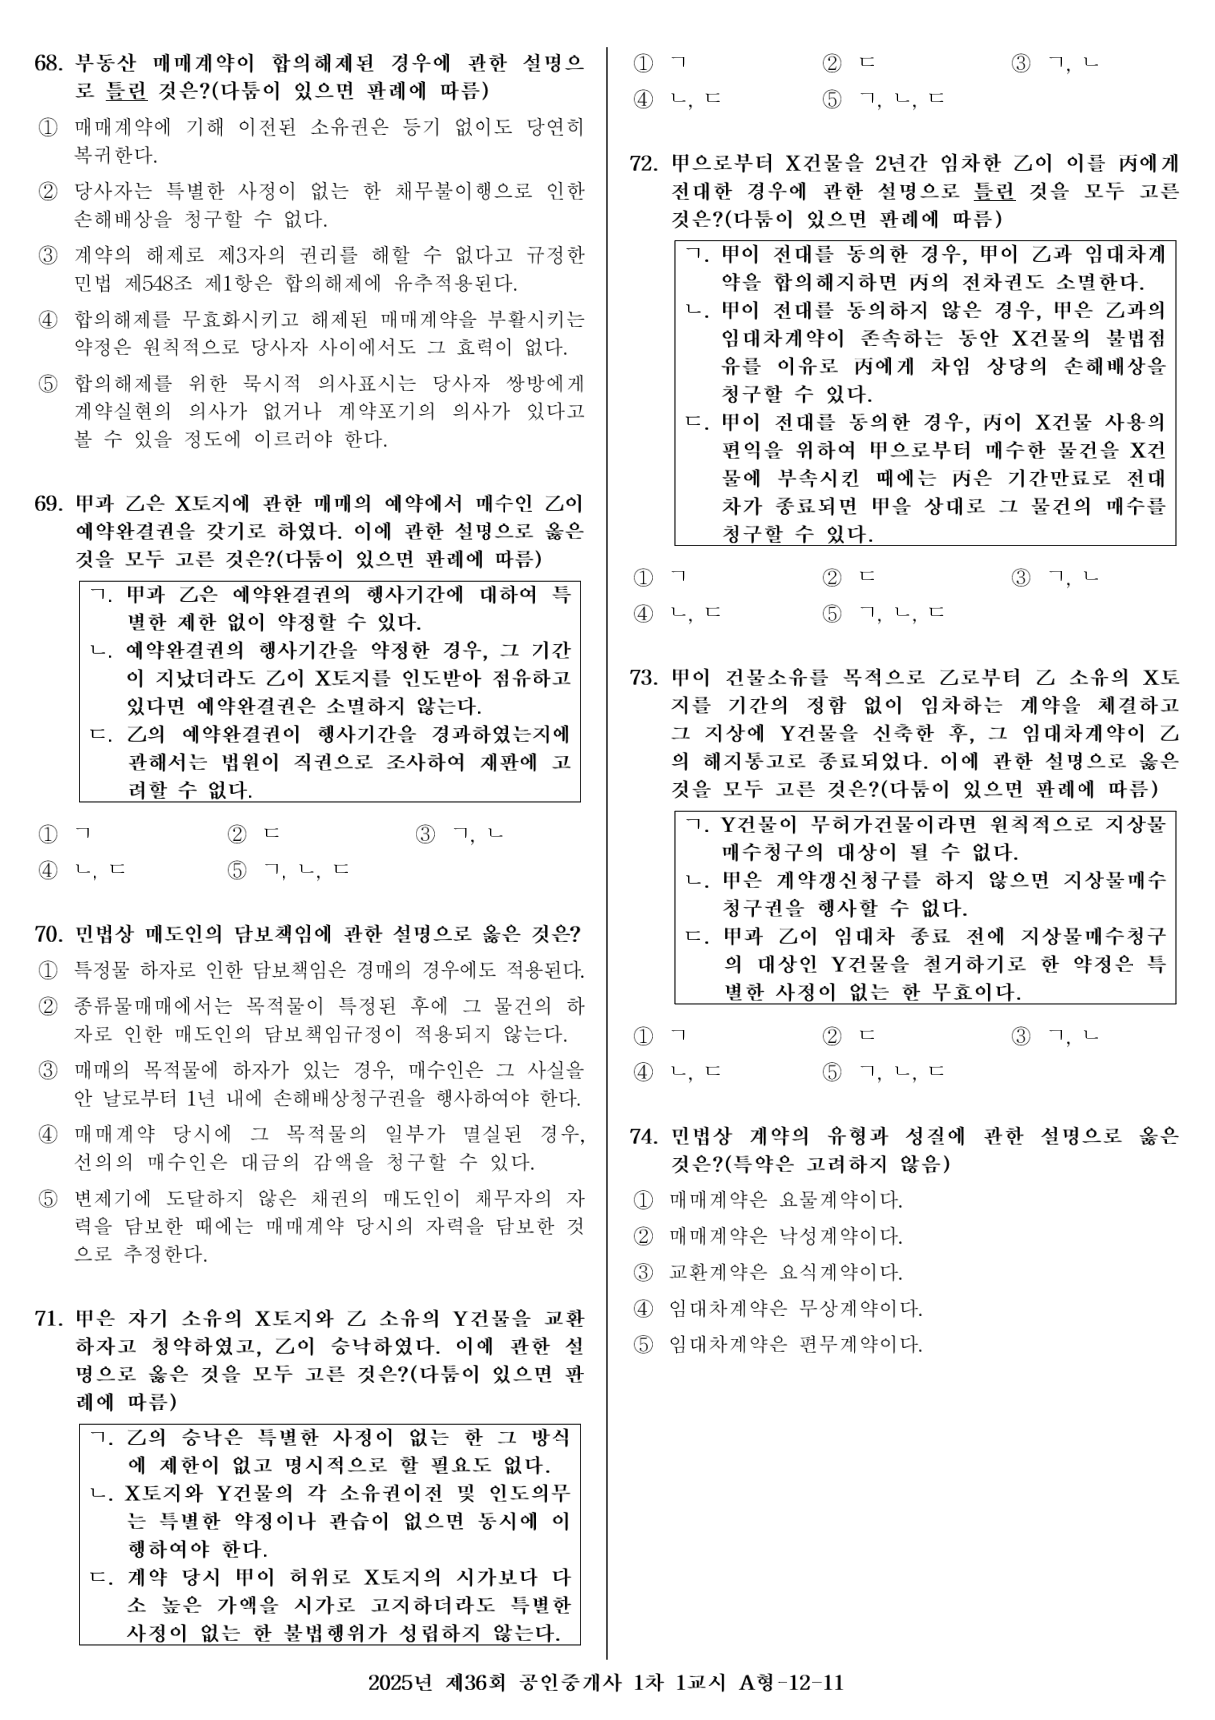 68. 부동산 매매계약이 합의해제된 경우에 관한 설명으
로 틀린 것은?(다툼이 있으면 판례에 따름)
① 매매계약에 기해 이전된 소유권은 등기 없이도 당연히
복귀한다.
② 당사자는 특별한 사정이 없는 한 채무불이행으로 인한
손해배상을 청구할 수 없다.
③ 계약의 해제로 제3자의 권리를 해할 수 없다고 규정한
민법 제548조 제1항은 합의해제에 유추적용된다.
④ 합의해제를 무효화시키고 해제된 매매계약을 부활시키는
약정은 원칙적으로 당사자 사이에서도 그 효력이 없다.
⑤ 합의해제를 위한 묵시적 의사표시는 당사자 쌍방에게
계약실현의 의사가 없거나 계약포기의 의사가 있다고
볼 수 있을 정도에 이르러야 한다.
69. 甲과 乙은 X토지에 관한 매매의 예약에서 매수인 乙이
예약완결권을 갖기로 하였다. 이에 관한 설명으로 옳은
것을 모두 고른 것은?(다툼이 있으면 판례에 따름)
ㄱ. 甲과 乙은 예약완결권의 행사기간에 대하여 특
별한 제한 없이 약정할 수 있다.
ㄴ. 예약완결권의 행사기간을 약정한 경우, 그 기간
이 지났더라도 乙이 X토지를 인도받아 점유하고
있다면 예약완결권은 소멸하지 않는다.
ㄷ. 乙의 예약완결권이 행사기간을 경과하였는지에
관해서는 법원이 직권으로 조사하여 재판에 고
려할 수 없다.
① ㄱ ② ㄷ ③ ㄱ, ㄴ
④ ㄴ, ㄷ ⑤ ㄱ, ㄴ, ㄷ
70. 민법상 매도인의 담보책임에 관한 설명으로 옳은 것은?
① 특정물 하자로 인한 담보책임은 경매의 경우에도 적용된다.
② 종류물매매에서는 목적물이 특정된 후에 그 물건의 하
자로 인한 매도인의 담보책임규정이 적용되지 않는다.
③ 매매의 목적물에 하자가 있는 경우, 매수인은 그 사실을
안 날로부터 1년 내에 손해배상청구권을 행사하여야 한다.
④ 매매계약 당시에 그 목적물의 일부가 멸실된 경우,
선의의 매수인은 대금의 감액을 청구할 수 있다.
⑤ 변제기에 도달하지 않은 채권의 매도인이 채무자의 자
력을 담보한 때에는 매매계약 당시의 자력을 담보한 것
으로 추정한다.
71. 甲은 자기 소유의 X토지와 乙 소유의 Y건물을 교환
하자고 청약하였고, 乙이 승낙하였다. 이에 관한 설
명으로 옳은 것을 모두 고른 것은?(다툼이 있으면 판
례에 따름)
ㄱ. 乙의 승낙은 특별한 사정이 없는 한 그 방식
에 제한이 없고 명시적으로 할 필요도 없다.
ㄴ. X토지와 Y건물의 각 소유권이전 및 인도의무
는 특별한 약정이나 관습이 없으면 동시에 이
행하여야 한다.
ㄷ. 계약 당시 甲이 허위로 X토지의 시가보다 다
소 높은 가액을 시가로 고지하더라도 특별한
사정이 없는 한 불법행위가 성립하지 않는다.
① ㄱ ② ㄷ ③ ㄱ, ㄴ
④ ㄴ, ㄷ ⑤ ㄱ, ㄴ, ㄷ
72. 甲으로부터 X건물을 2년간 임차한 乙이 이를 丙에게
전대한 경우에 관한 설명으로 틀린 것을 모두 고른
것은?(다툼이 있으면 판례에 따름)
ㄱ. 甲이 전대를 동의한 경우, 甲이 乙과 임대차계
약을 합의해지하면 丙의 전차권도 소멸한다.
ㄴ. 甲이 전대를 동의하지 않은 경우, 甲은 乙과의
임대차계약이 존속하는 동안 X건물의 불법점
유를 이유로 丙에게 차임 상당의 손해배상을
청구할 수 있다.
ㄷ. 甲이 전대를 동의한 경우, 丙이 X건물 사용의
편익을 위하여 甲으로부터 매수한 물건을 X건
물에 부속시킨 때에는 丙은 기간만료로 전대
차가 종료되면 甲을 상대로 그 물건의 매수를
청구할 수 있다.
① ㄱ ② ㄷ ③ ㄱ, ㄴ
④ ㄴ, ㄷ ⑤ ㄱ, ㄴ, ㄷ
73. 甲이 건물소유를 목적으로 乙로부터 乙 소유의 X토
지를 기간의 정함 없이 임차하는 계약을 체결하고
그 지상에 Y건물을 신축한 후, 그 임대차계약이 乙
의 해지통고로 종료되었다. 이에 관한 설명으로 옳은
것을 모두 고른 것은?(다툼이 있으면 판례에 따름)
ㄱ. Y건물이 무허가건물이라면 원칙적으로 지상물
매수청구의 대상이 될 수 없다.
ㄴ. 甲은 계약갱신청구를 하지 않으면 지상물매수
청구권을 행사할 수 없다.
ㄷ. 甲과 乙이 임대차 종료 전에 지상물매수청구
의 대상인 Y건물을 철거하기로 한 약정은 특
별한 사정이 없는 한 무효이다.
① ㄱ ② ㄷ ③ ㄱ, ㄴ
④ ㄴ, ㄷ ⑤ ㄱ, ㄴ, ㄷ
74. 민법상 계약의 유형과 성질에 관한 설명으로 옳은
것은?(특약은 고려하지 않음)
① 매매계약은 요물계약이다.
② 매매계약은 낙성계약이다.
③ 교환계약은 요식계약이다.
④ 임대차계약은 무상계약이다.
⑤ 임대차계약은 편무계약이다.
2025년 제36회 공인중개사 1차 1교시 A형-12-11